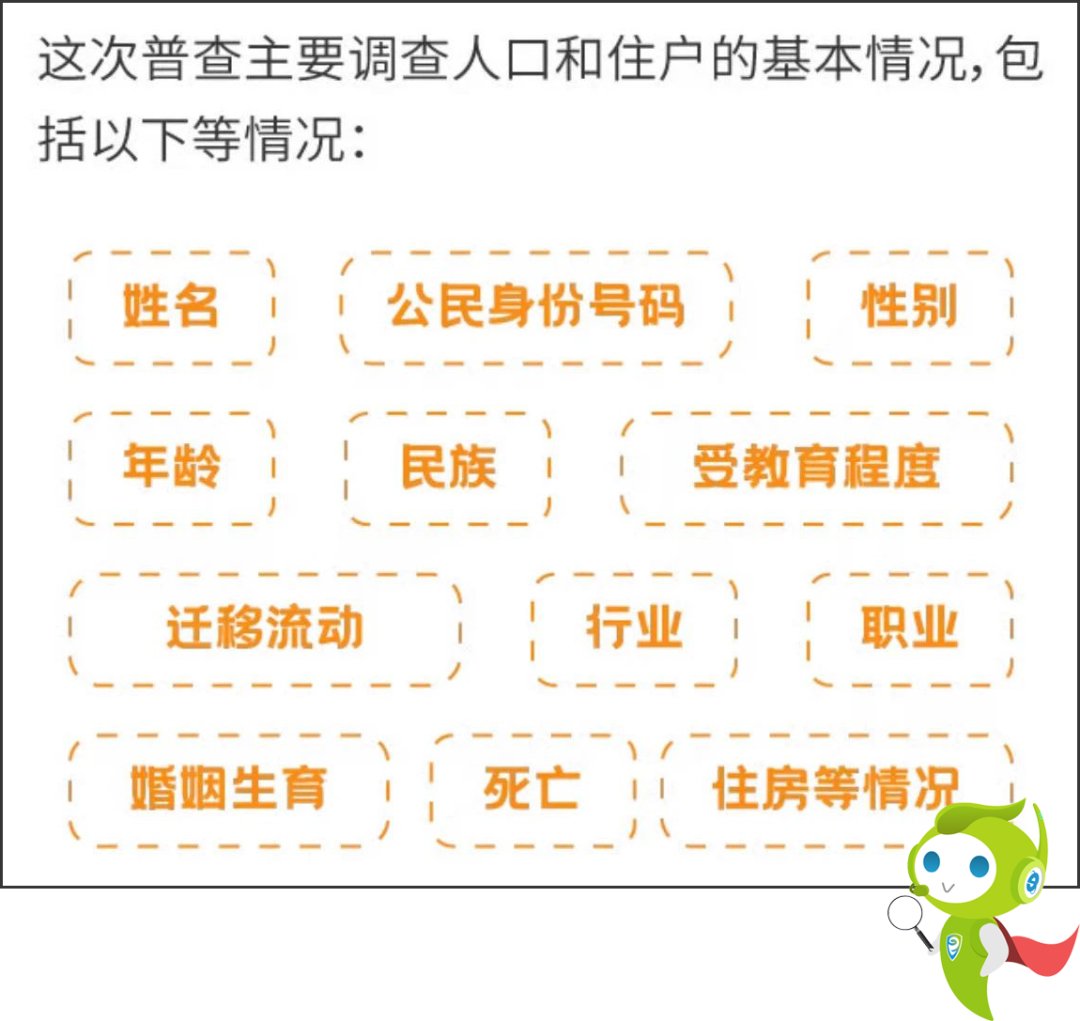 这次普查主要调查人口和住户的基本情况，包
括以下等情况：
姓名 公民身份号码 性别
年龄 民族 受教育程度
迁移流动 行业 职业
婚姻生育 死亡 住房等情况